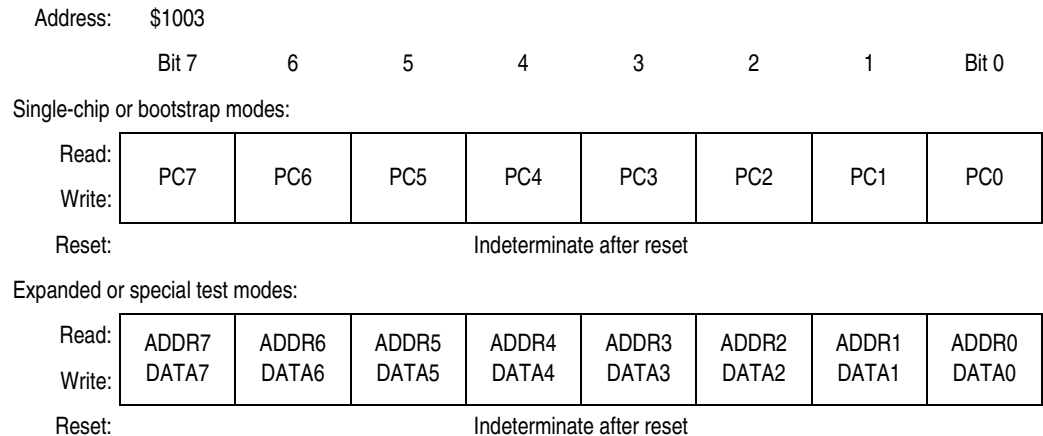 Address: $1003
Bit 7 6 5 4 3 2 1 Bit 0
Single-chip or bootstrap modes:
Read:
PC7 PC6 PC5 PC4 PC3 PC2 PC1 PC0
Write:
Reset: Indeterminate after reset
Expanded or special test modes:
Read: ADDR7 ADDR6 ADDR5 ADDR4 ADDR3 ADDR2 ADDR1 ADDR0
Write: DATA7 DATA6 DATA5 DATA4 DATA3 DATA2 DATA1 DATA0
Reset: Indeterminate after reset